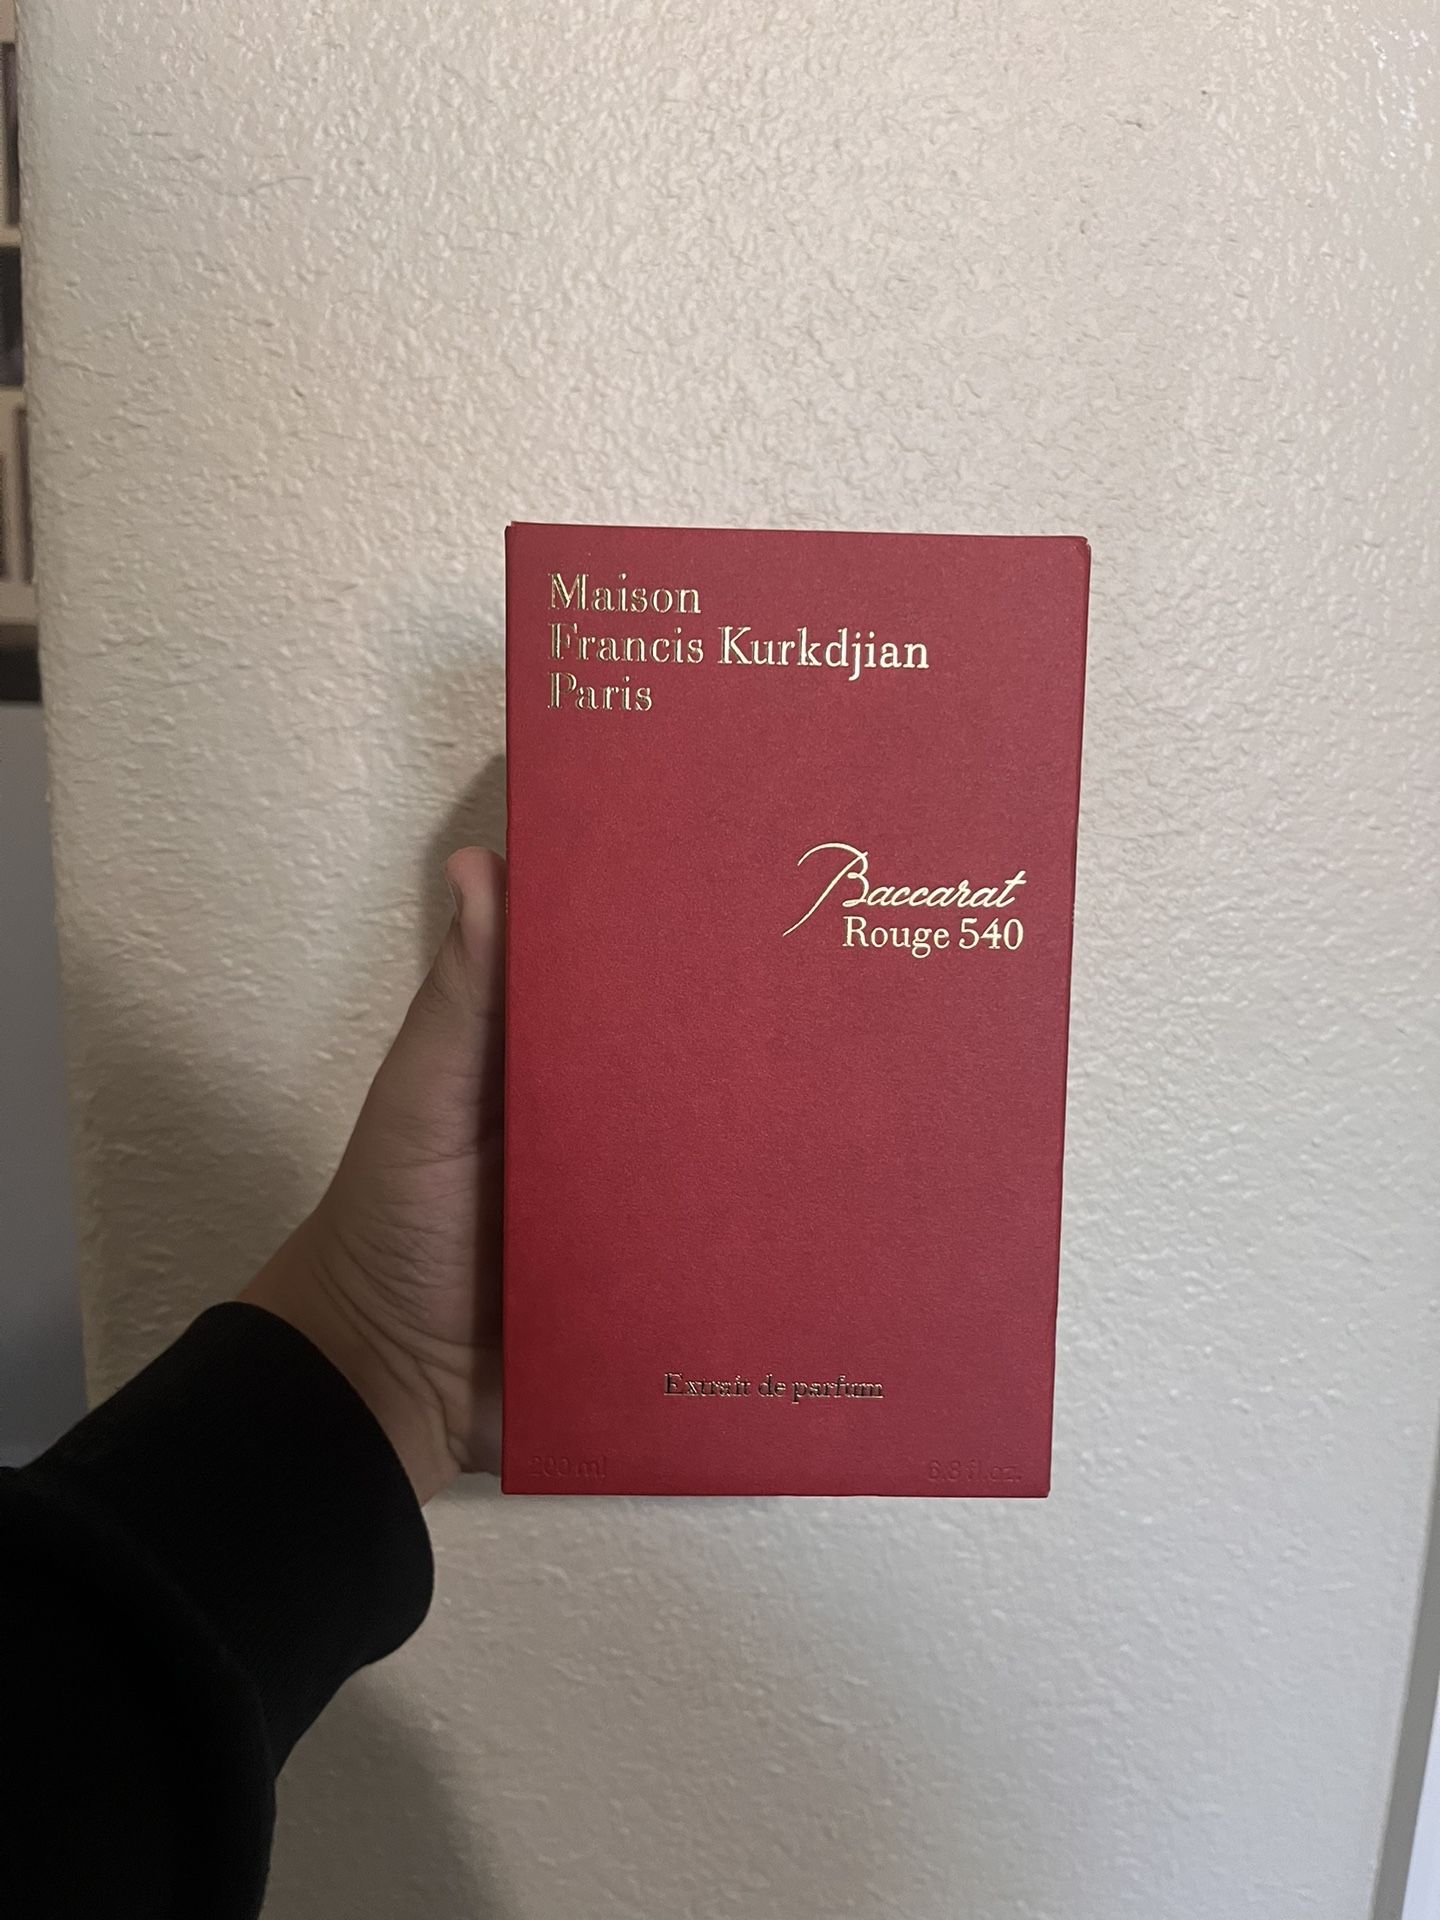 Maison
Francis Kurkdjian
Paris
Baccarat
Rouge 540
Extrait de parfum
200 ml 6.8 fl.oz.